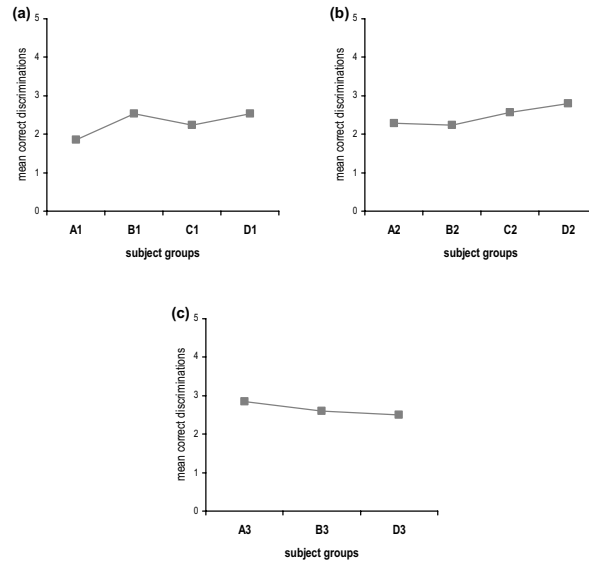 (a)
mean correct discriminations
5
4
3
2
1
0
A1 B1 C1 D1
subject groups
(b)
mean correct discriminations
5
4
3
2
1
0
A2 B2 C2 D2
subject groups
(c)
mean correct discriminations
5
4
3
2
1
0
A3 B3 D3
subject groups